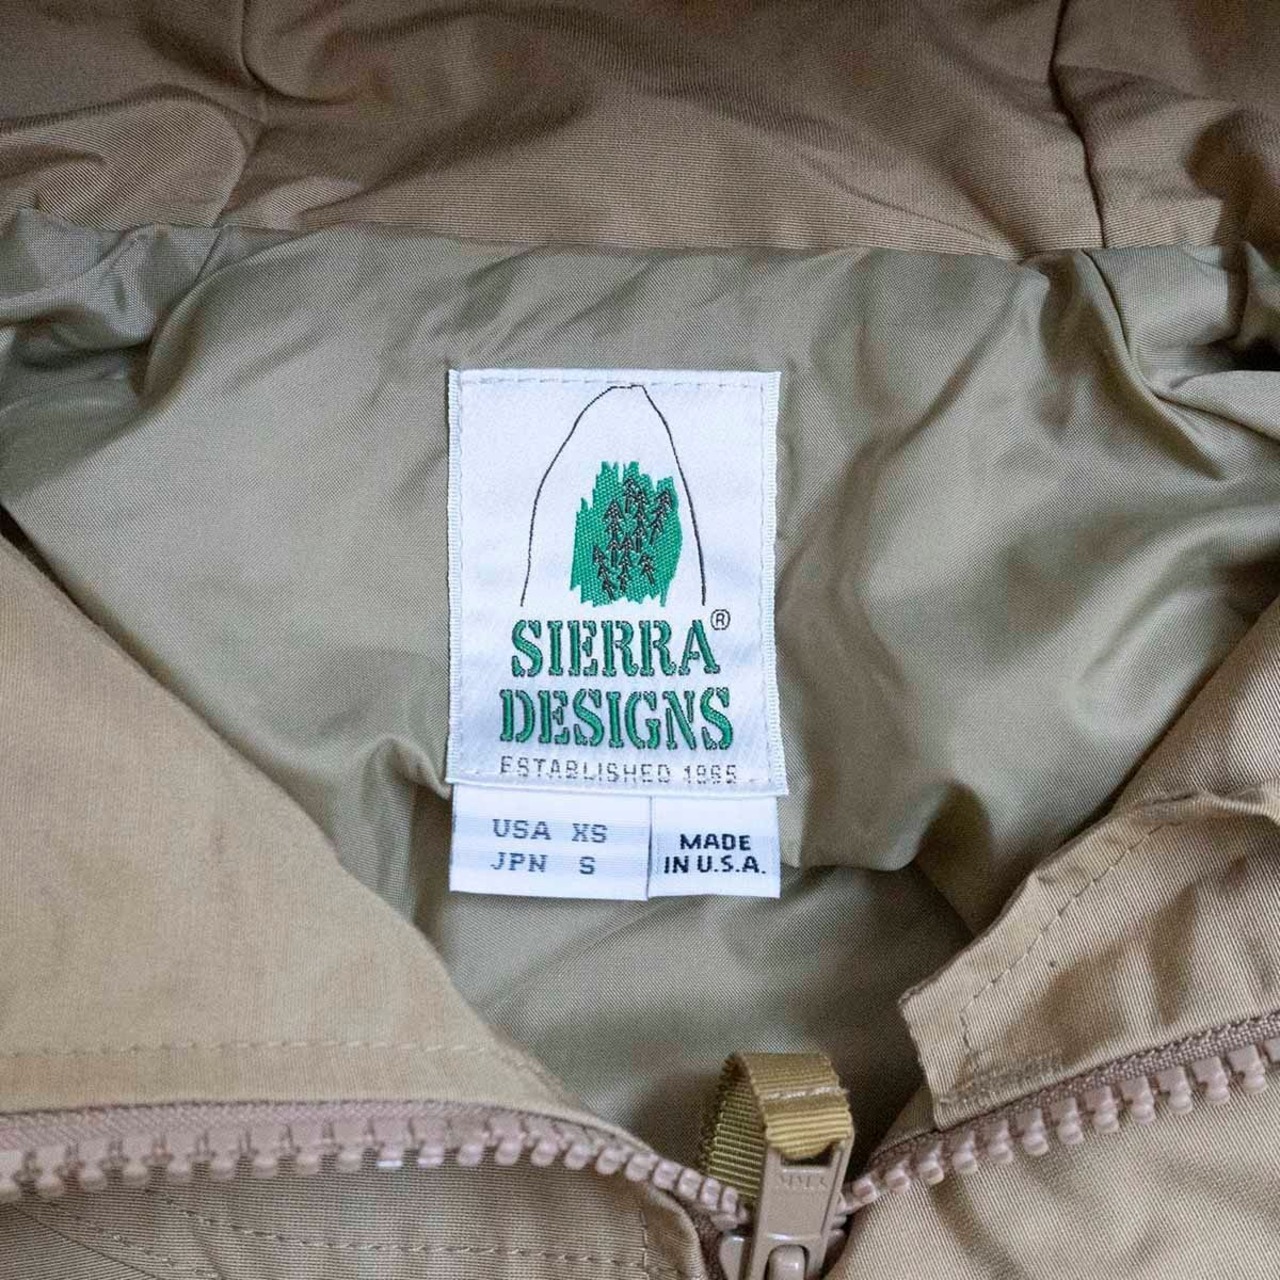 SIERRA®
DESIGNS
ESTABLISHED 1965
USA XS
JPN S
MADE
IN U.S.A.